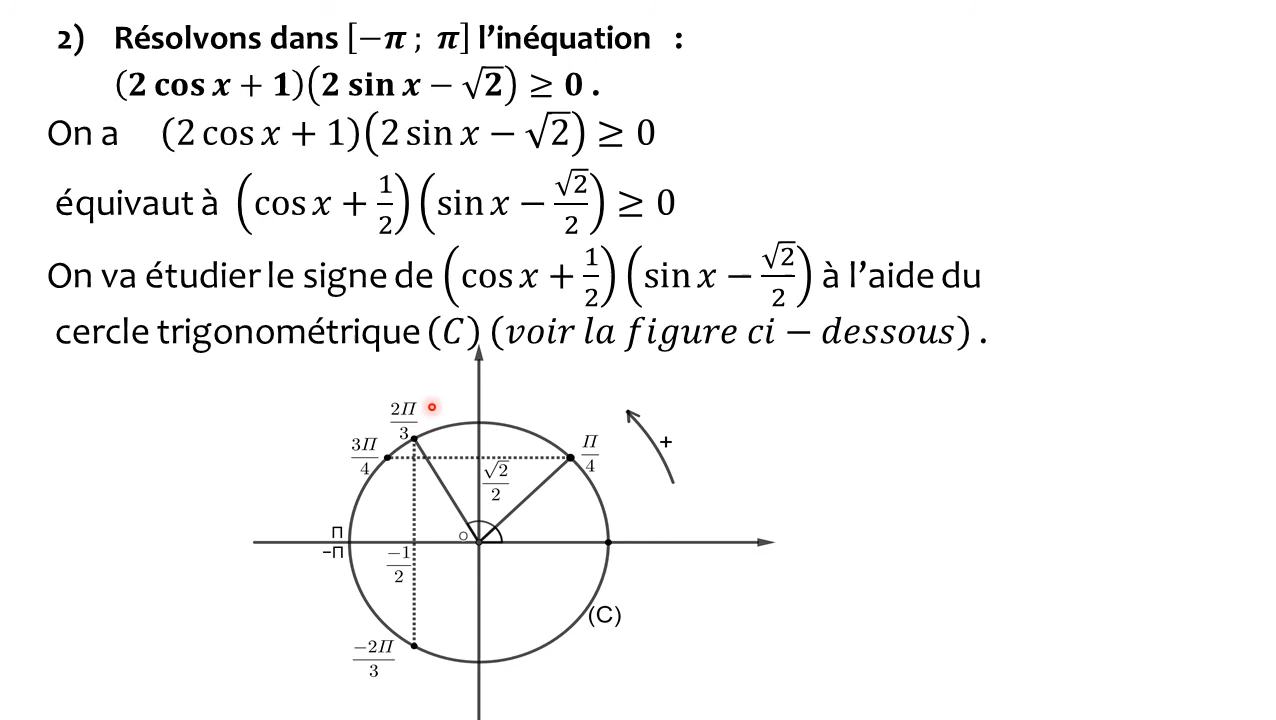 2) Résolvons dans [−π ; π] l’inéquation :
(2 cos x + 1)(2 sin x − √2) ≥ 0 .
On a (2 cos x + 1)(2 sin x − √2) ≥ 0
équivaut à (cos x + 1/2)(sin x − √2/2) ≥ 0
On va étudier le signe de (cos x + 1/2)(sin x − √2/2) à l’aide du
cercle trigonométrique (C) (voir la figure ci − dessous) .
2Π/3
3Π/4
Π/4
+
√2/2
Π
O
−Π
−1/2
(C)
−2Π/3